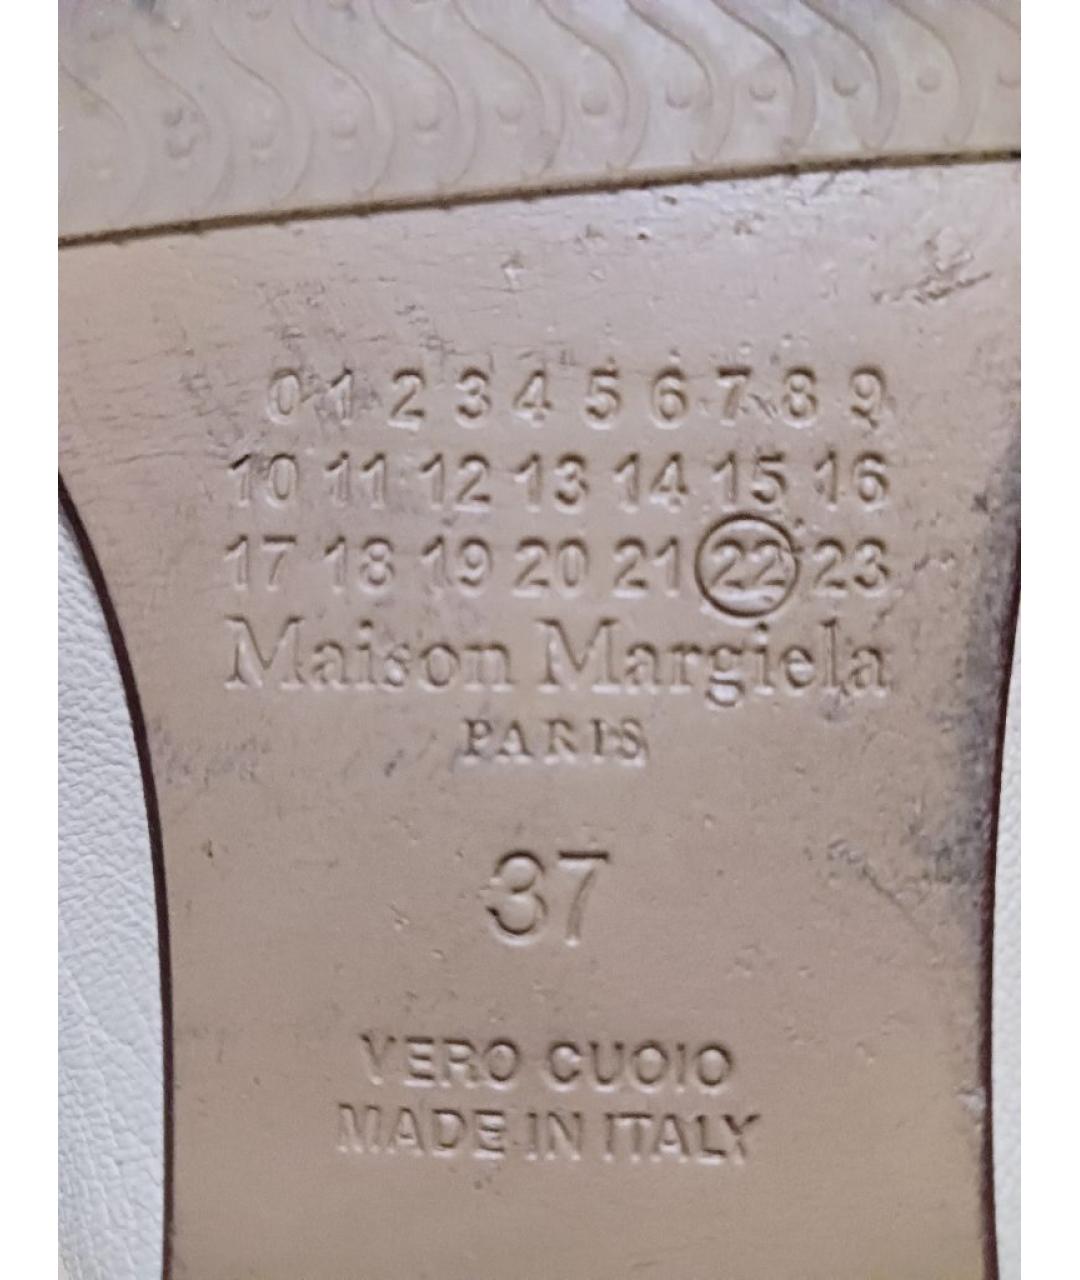 0 1 2 3 4 5 6 7 8 9
10 11 12 13 14 15 16
17 18 19 20 21 22 23
Maison Margiela
PARIS
37
VERO CUOIO
MADE IN ITALY